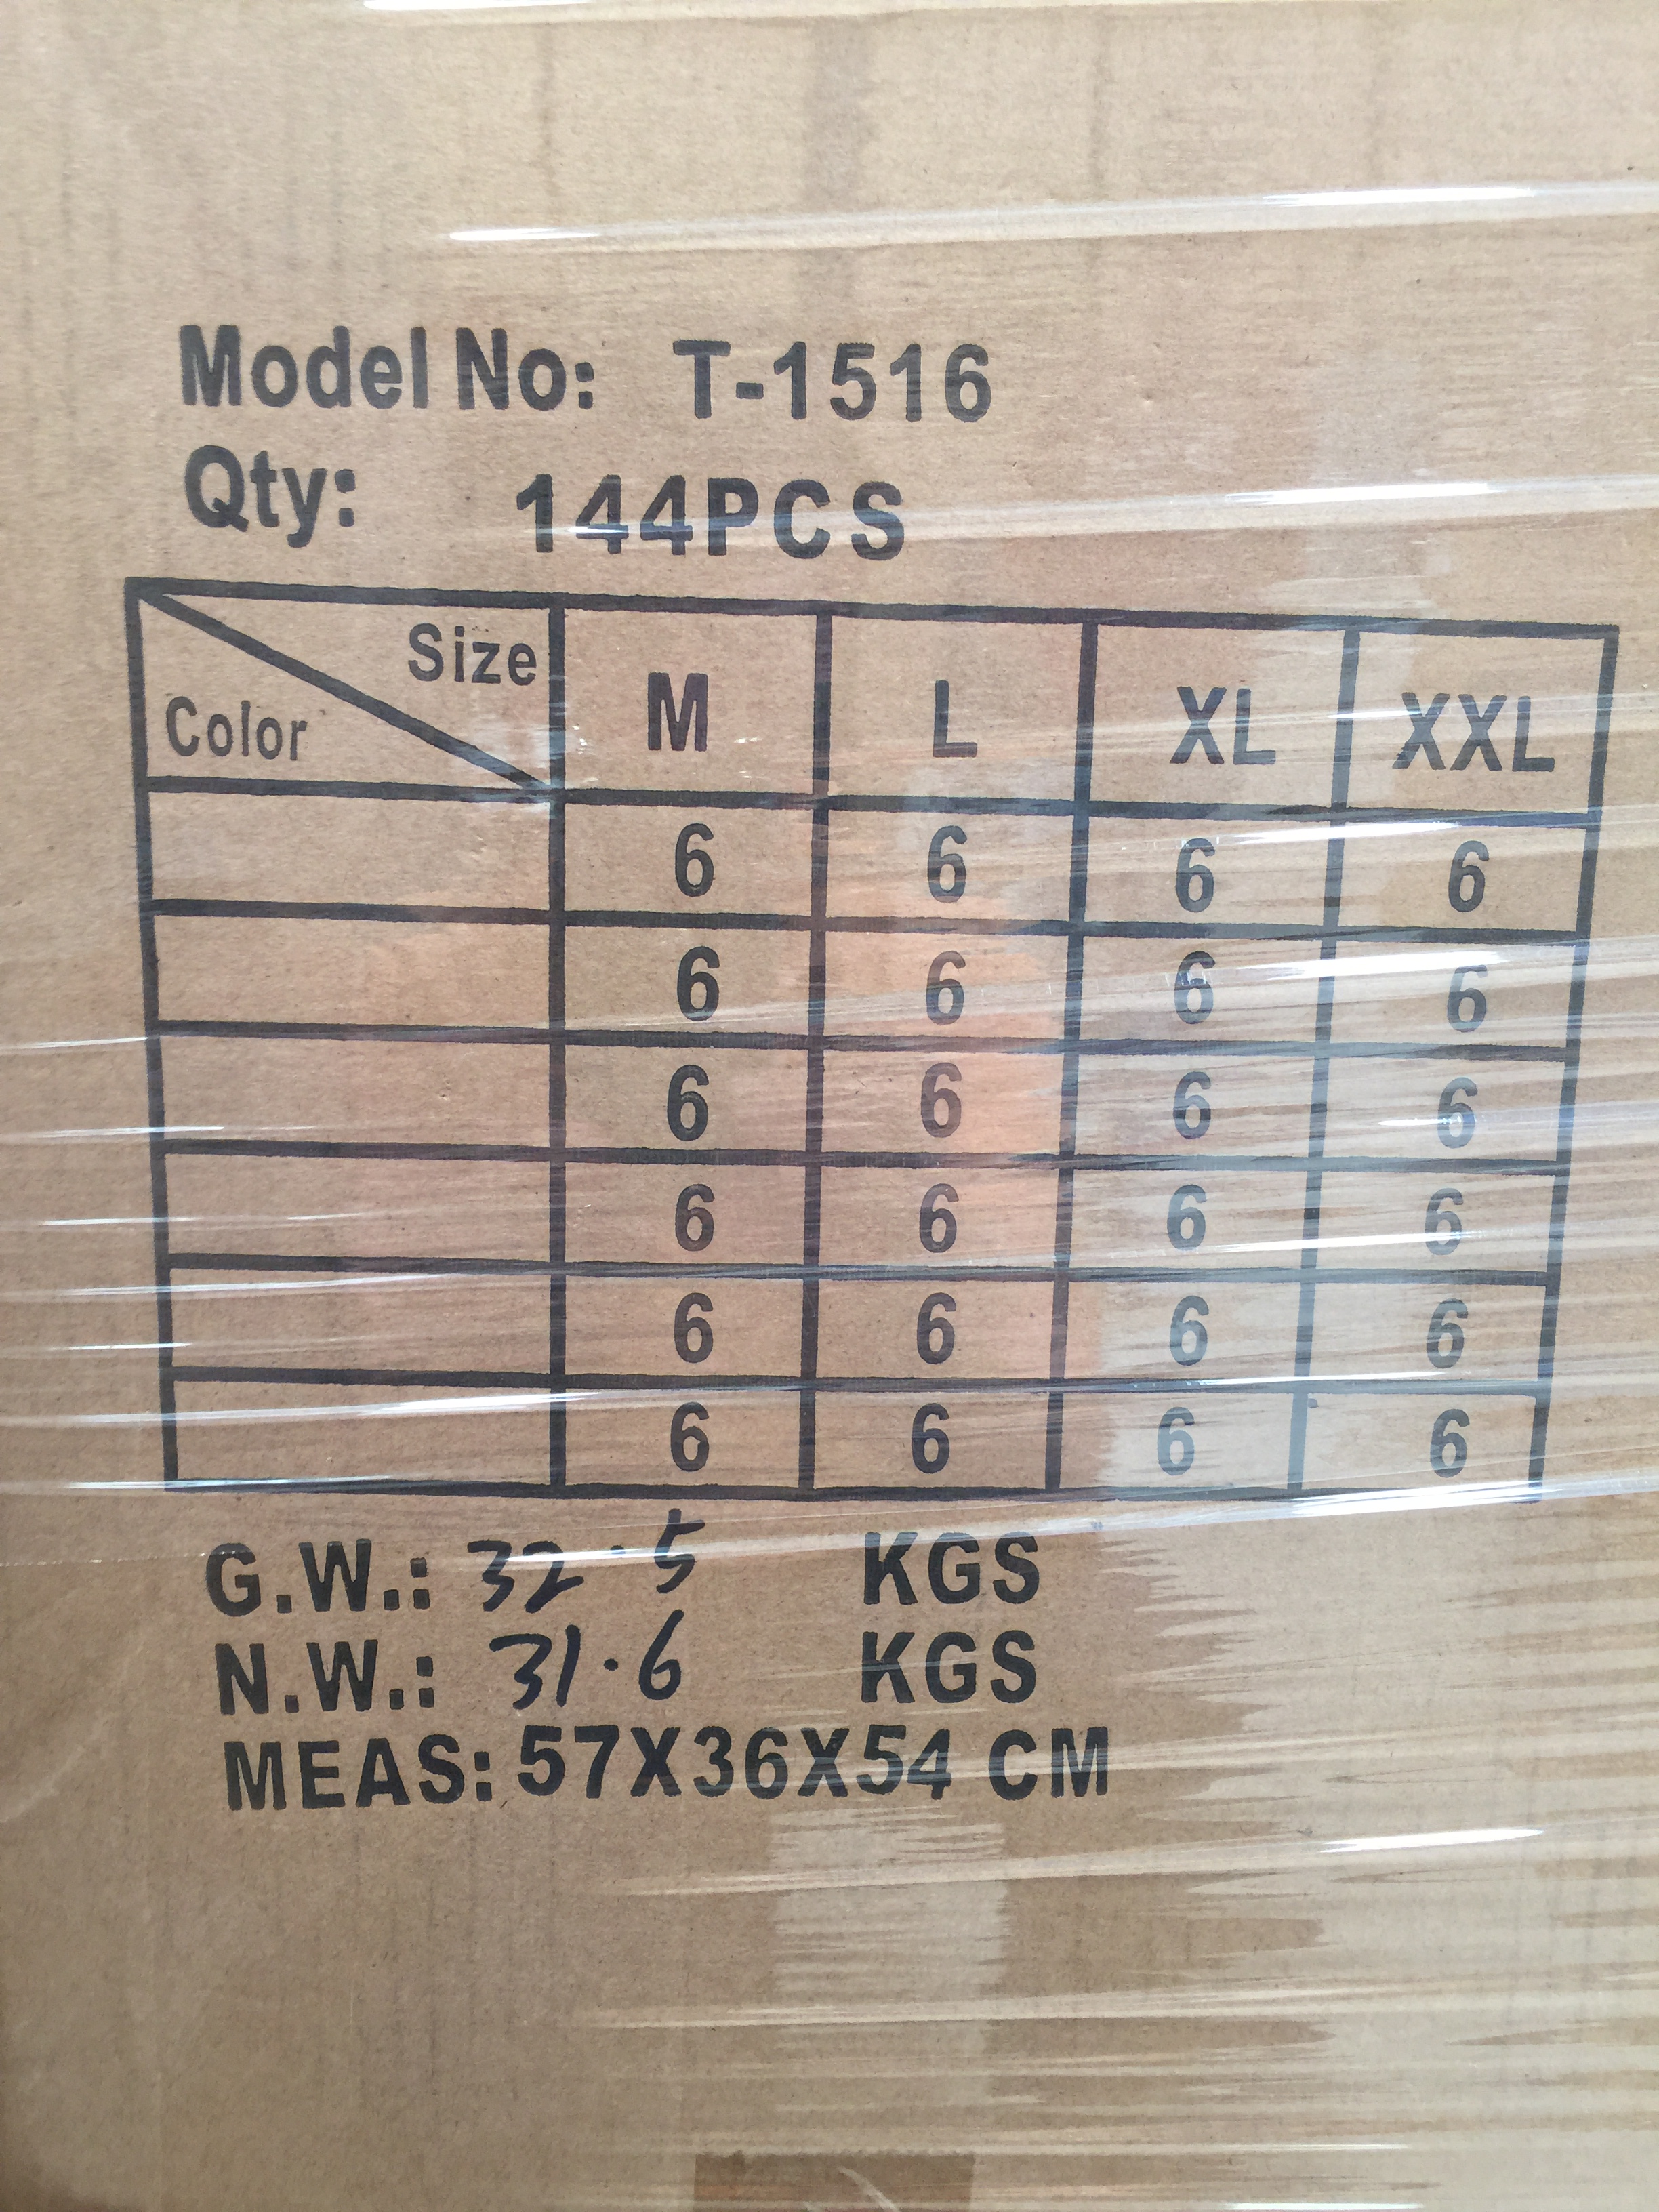 Model No: T-1516
Qty: 144PCS
Size
Color
M L XL XXL
6 6 6 6
6 6 6 6
6 6 6 6
6 6 6 6
6 6 6 6
6 6 6 6
G.W.: 32.5 KGS
N.W.: 31.6 KGS
MEAS: 57X36X54 CM